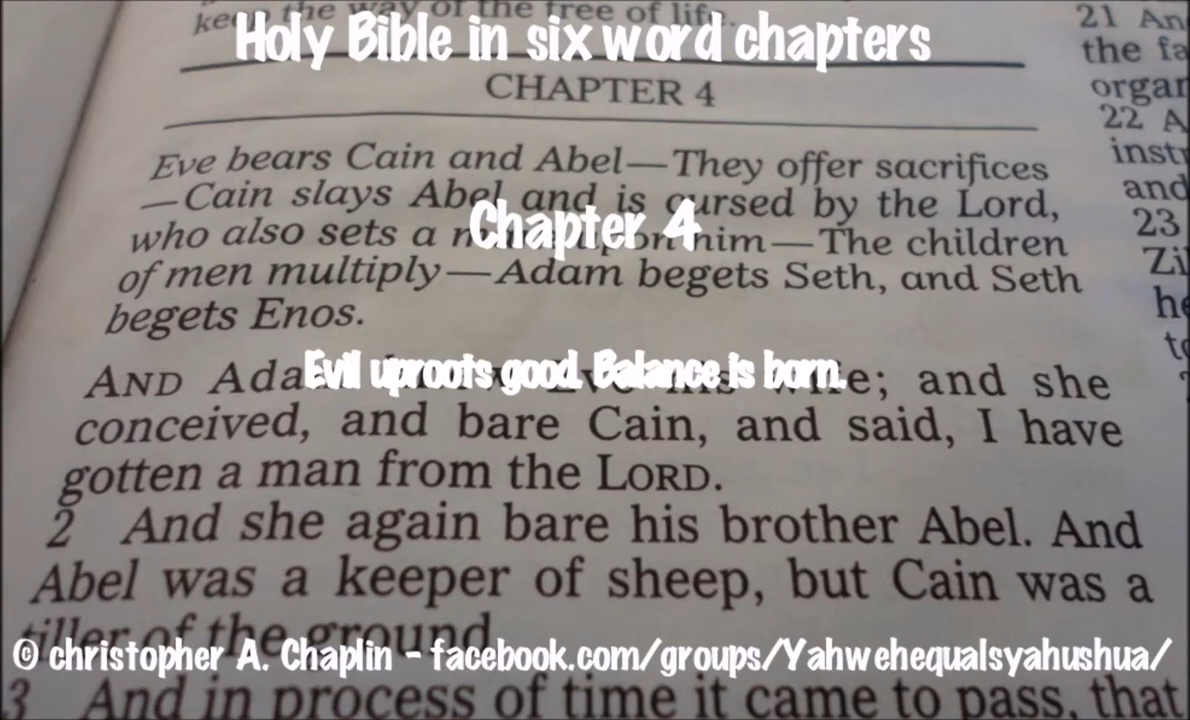 keep the way of the tree of life.
Holy Bible in six word chapters
CHAPTER 4
Eve bears Cain and Abel—They offer sacrifices
—Cain slays Abel and is cursed by the Lord,
who also sets a upon him—The children
Chapter 4
of men multiply—Adam begets Seth, and Seth
begets Enos.
AND his wife; and she
Evil uproots good. Balance is born.
conceived, and bare Cain, and said, I have
gotten a man from the LORD.
2 And she again bare his brother Abel. And
Abel was a keeper of sheep, but Cain was a
tiller of the ground.
© christopher A. Chaplin - facebook.com/groups/Yahwehequalsyahushua/
3 And in process of time it came to pass, that
21
the
22
and
23